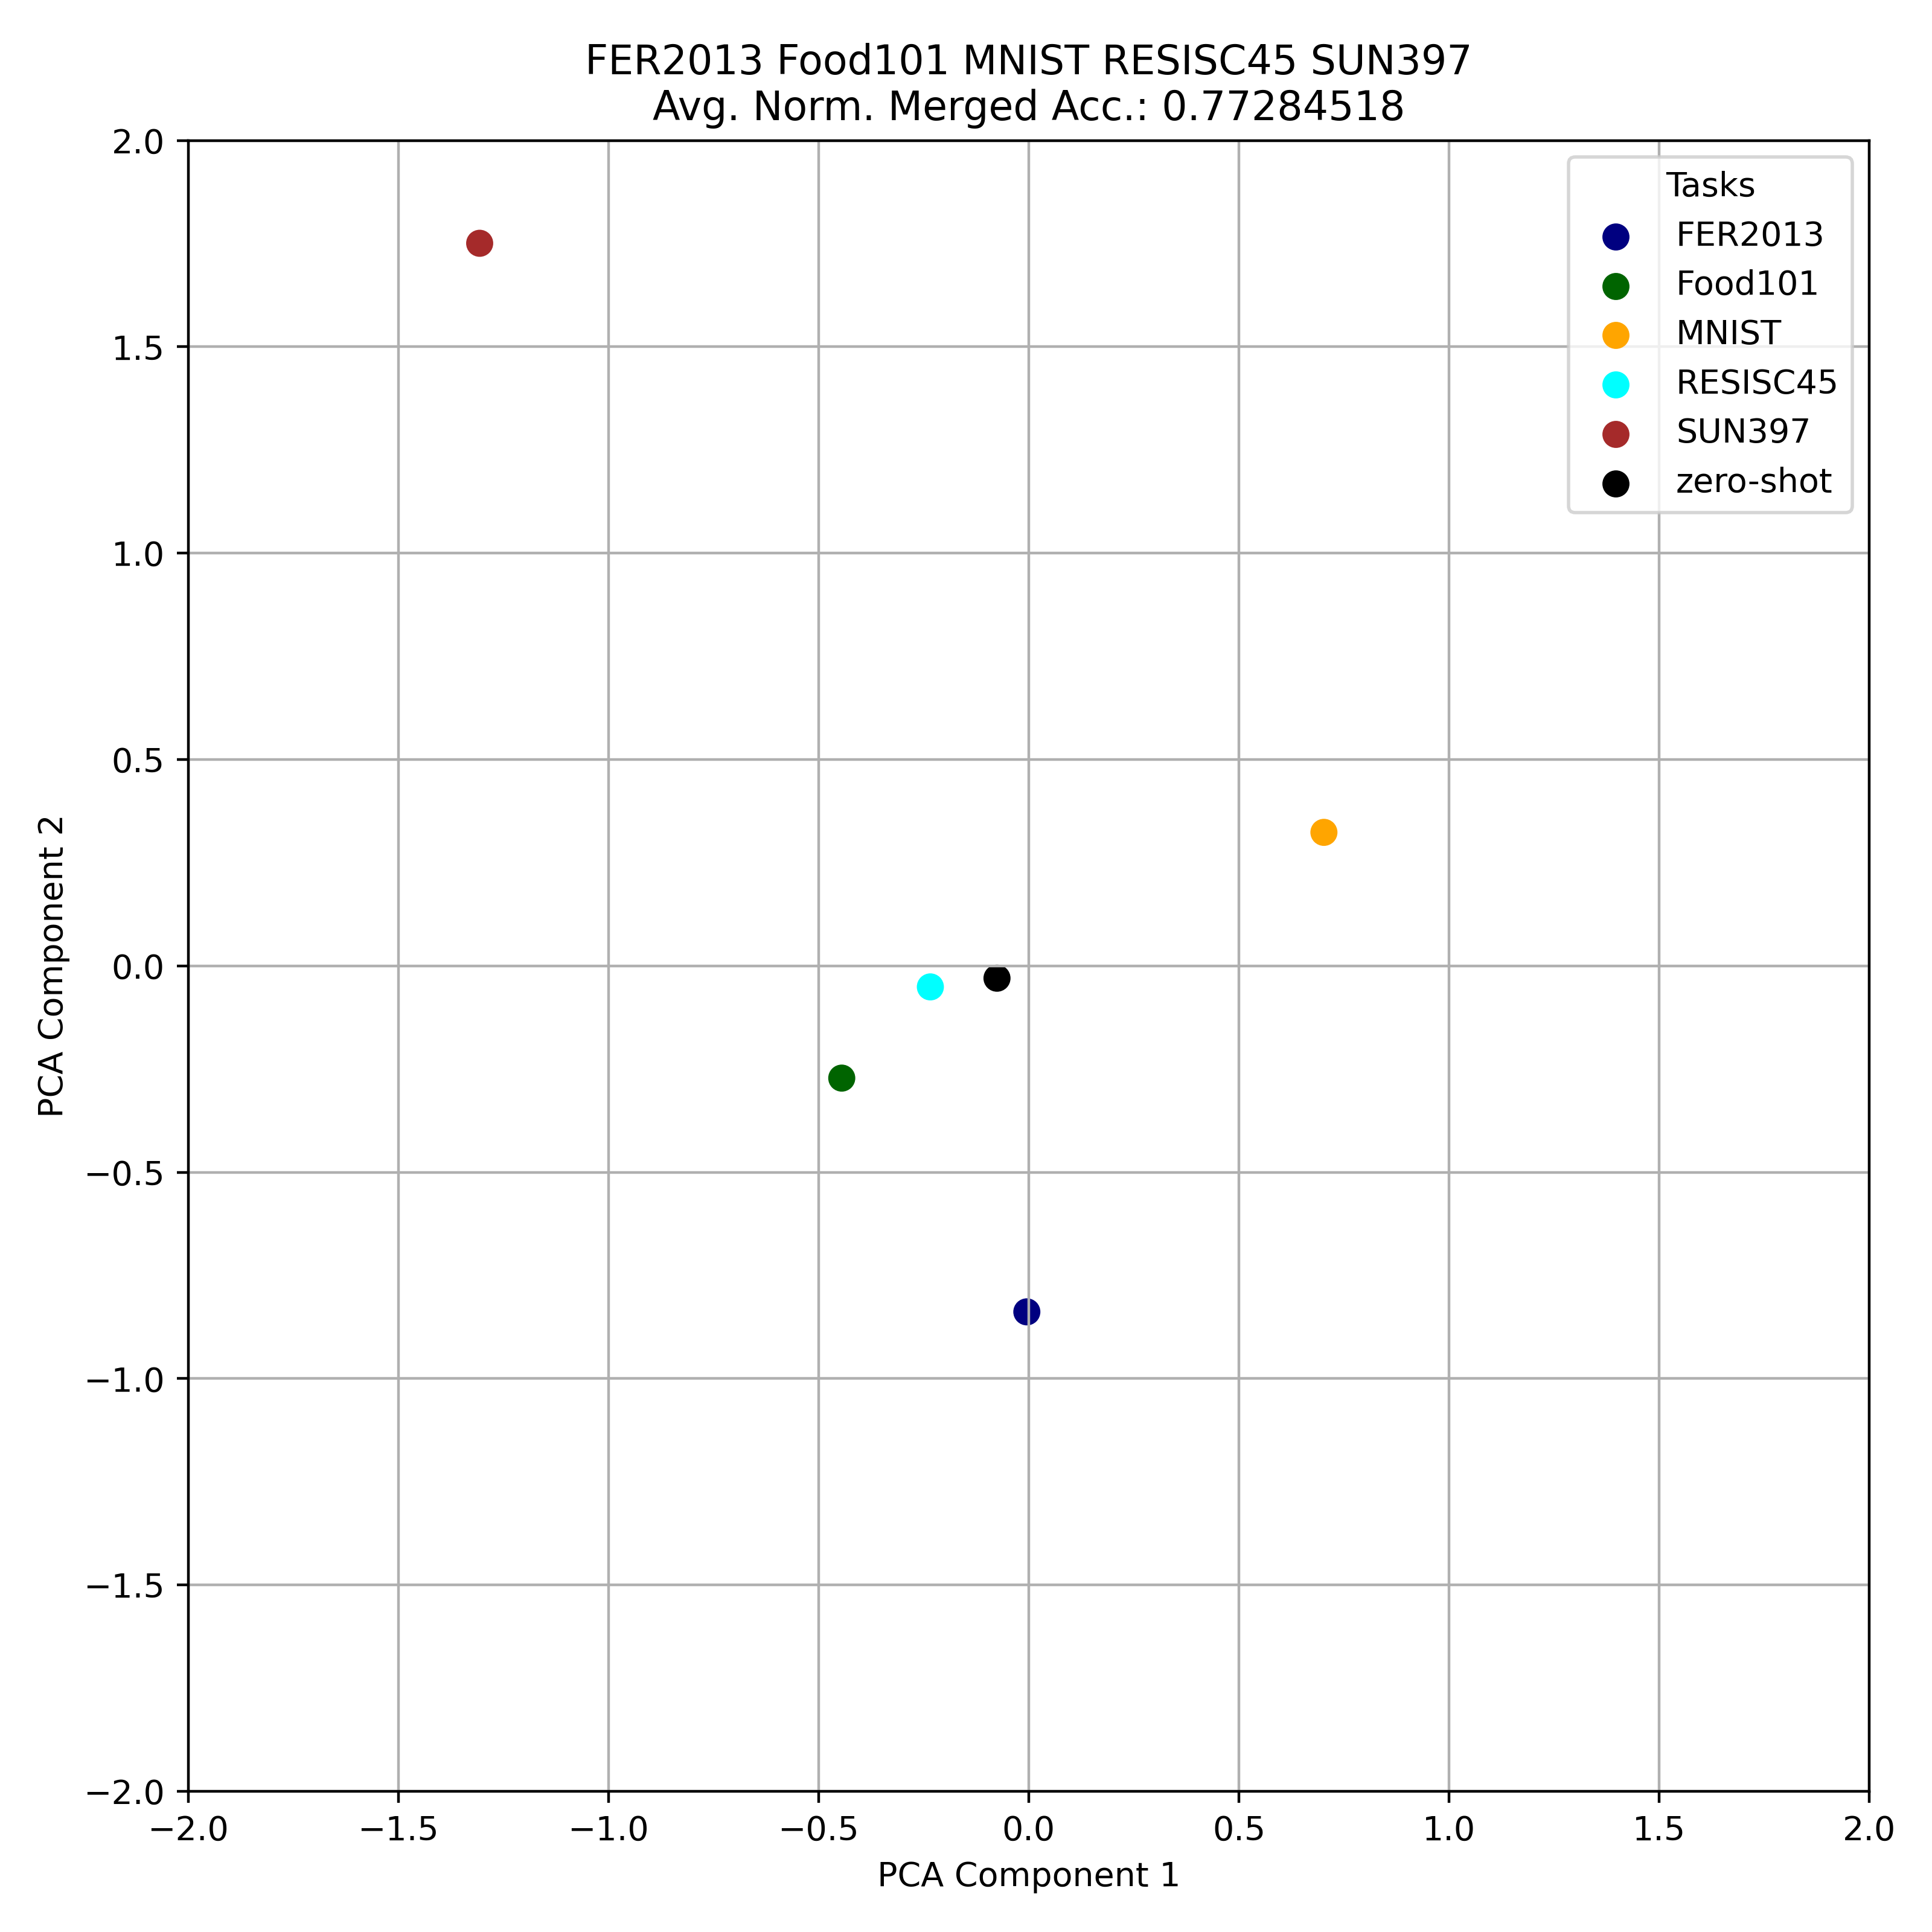 FER2013 Food101 MNIST RESISC45 SUN397
Avg. Norm. Merged Acc.: 0.77284518
Tasks
FER2013
Food101
MNIST
RESISC45
SUN397
zero-shot
2.0
1.5
1.0
0.5
0.0
−0.5
−1.0
−1.5
−2.0
PCA Component 2
−2.0 −1.5 −1.0 −0.5 0.0 0.5 1.0 1.5 2.0
PCA Component 1